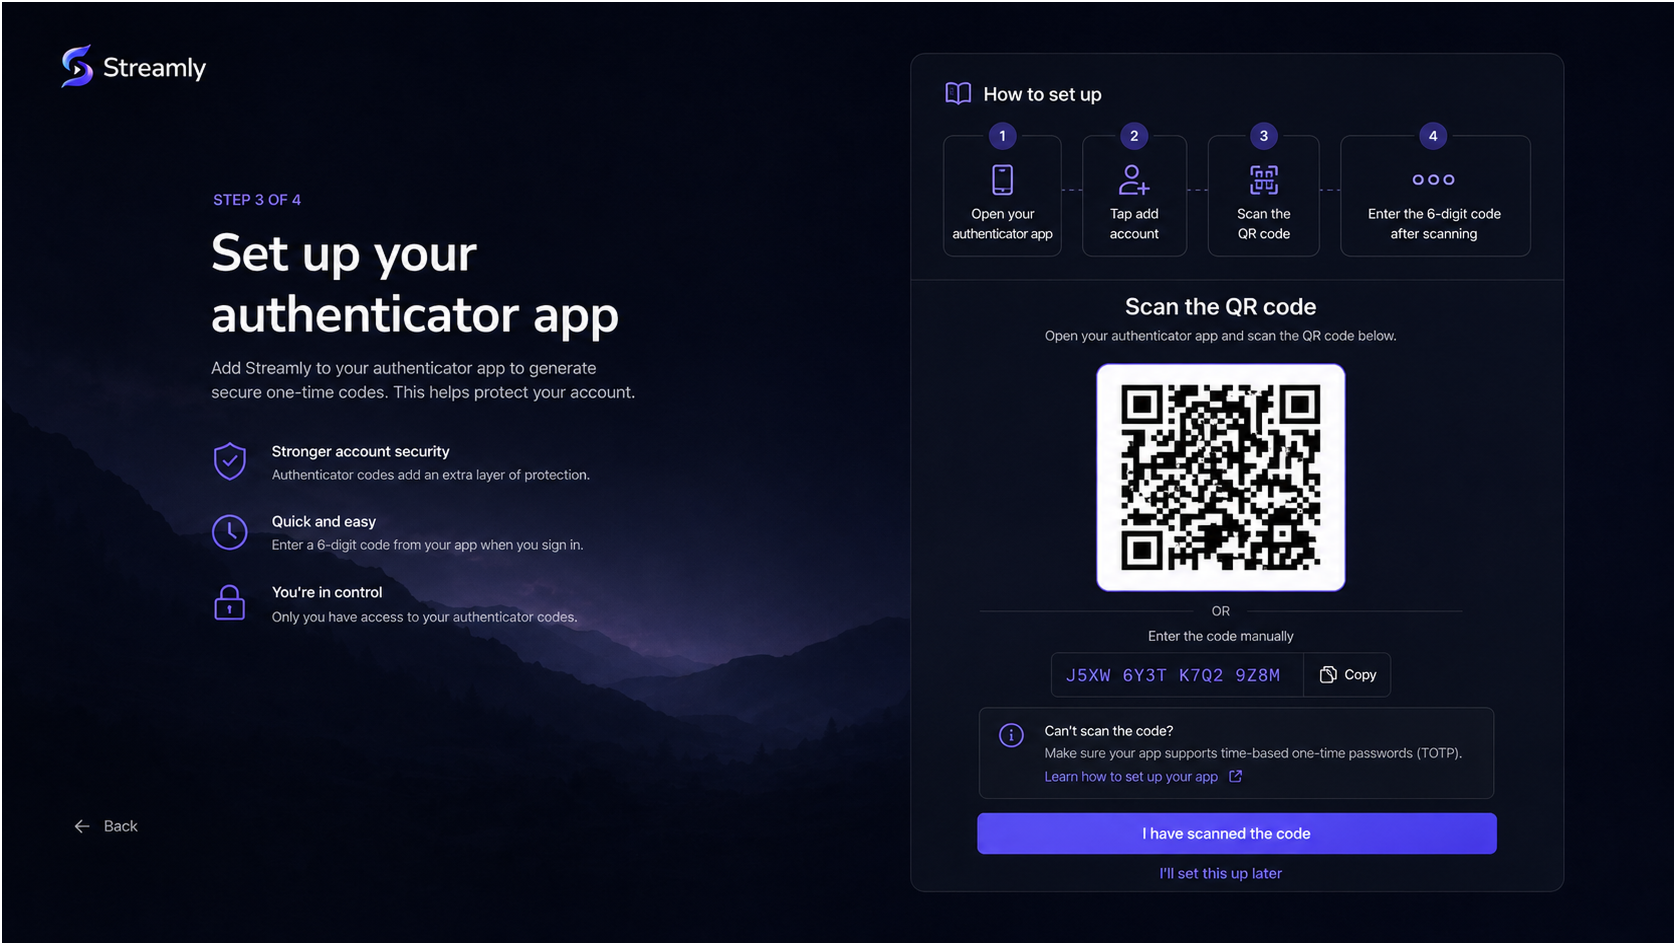 Streamly
STEP 3 OF 4
Set up your
authenticator app
Add Streamly to your authenticator app to generate
secure one-time codes. This helps protect your account.
Stronger account security
Authenticator codes add an extra layer of protection.
Quick and easy
Enter a 6-digit code from your app when you sign in.
You're in control
Only you have access to your authenticator codes.
Back
How to set up
1
Open your
authenticator app
2
Tap add
account
3
Scan the
QR code
4
Enter the 6-digit code
after scanning
Scan the QR code
Open your authenticator app and scan the QR code below.
OR
Enter the code manually
J5XW 6Y3T K7Q2 9Z8M
Copy
Can't scan the code?
Make sure your app supports time-based one-time passwords (TOTP).
Learn how to set up your app
I have scanned the code
I'll set this up later